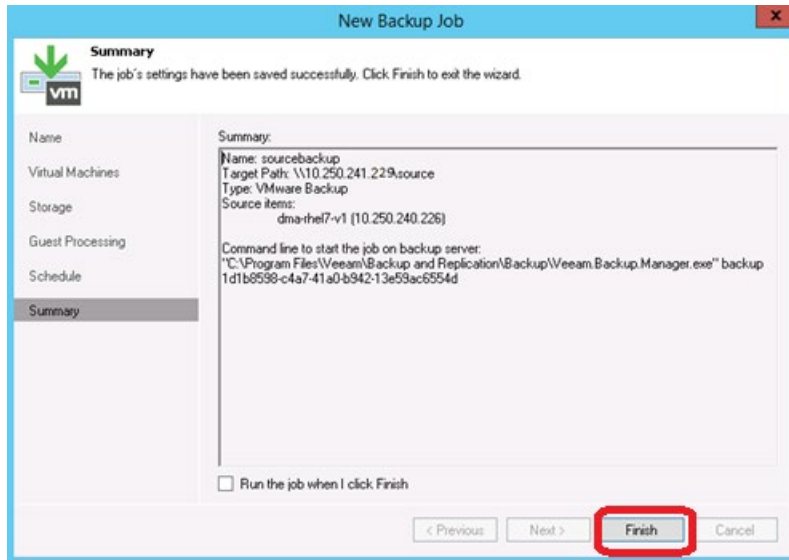 New Backup Job
x
Summary
The job's settings have been saved successfully. Click Finish to exit the wizard.
vm
Name
Virtual Machines
Storage
Guest Processing
Schedule
Summary
Summary:
Name: sourcebackup
Target Path: \\10.250.241.229\source
Type: VMware Backup
Source items:
dma-rhel7-v1 (10.250.240.226)
Command line to start the job on backup server:
"C:\Program Files\Veeam\Backup and Replication\Backup\Veeam.Backup.Manager.exe" backup
1d1b8598-c4a7-41a0-b942-13e59ac6554d
Run the job when I click Finish
< Previous
Next >
Finish
Cancel